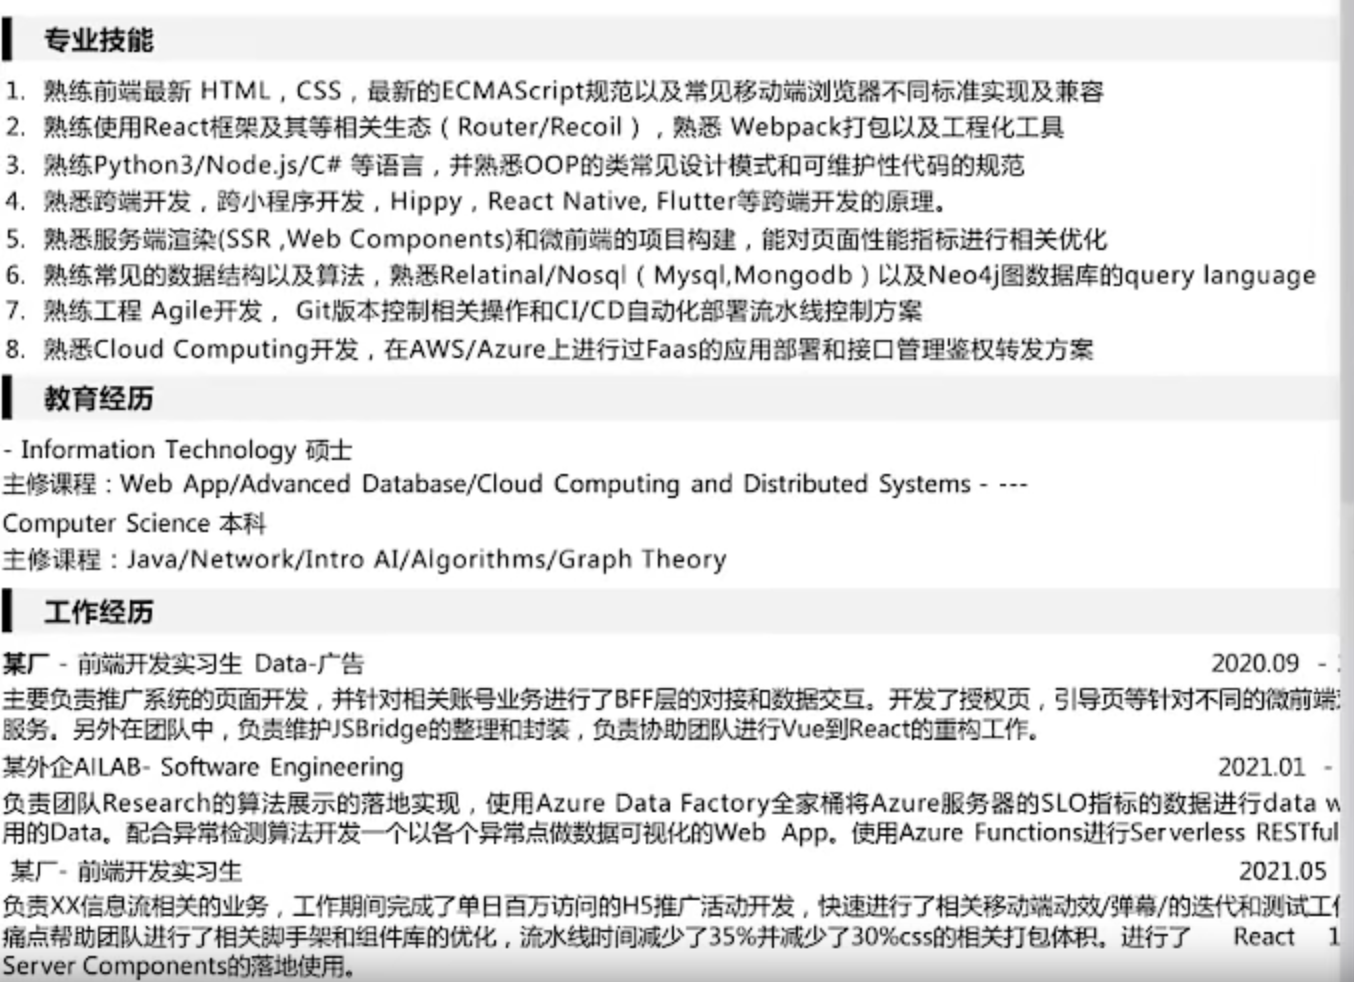 专业技能
1. 熟练前端最新 HTML，CSS，最新的ECMAScript规范以及常见移动端浏览器不同标准实现及兼容
2. 熟练使用React框架及其等相关生态（Router/Recoil），熟悉 Webpack打包以及工程化工具
3. 熟练Python3/Node.js/C# 等语言，并熟悉OOP的类常见设计模式和可维护性代码的规范
4. 熟悉跨端开发，跨小程序开发，Hippy，React Native, Flutter等跨端开发的原理。
5. 熟悉服务端渲染(SSR ,Web Components)和微前端的项目构建，能对页面性能指标进行相关优化
6. 熟练常见的数据结构以及算法，熟悉Relatinal/Nosql（Mysql,Mongodb）以及Neo4j图数据库的query language
7. 熟练工程 Agile开发， Git版本控制相关操作和CI/CD自动化部署流水线控制方案
8. 熟悉Cloud Computing开发，在AWS/Azure上进行过Faas的应用部署和接口管理鉴权转发方案
教育经历
- Information Technology 硕士
主修课程：Web App/Advanced Database/Cloud Computing and Distributed Systems - ---
Computer Science 本科
主修课程：Java/Network/Intro AI/Algorithms/Graph Theory
工作经历
某厂 - 前端开发实习生 Data-广告 2020.09 -
主要负责推广系统的页面开发，并针对相关账号业务进行了BFF层的对接和数据交互。开发了授权页，引导页等针对不同的微前端
服务。另外在团队中，负责维护JSBridge的整理和封装，负责协助团队进行Vue到React的重构工作。
某外企AILAB- Software Engineering 2021.01 -
负责团队Research的算法展示的落地实现，使用Azure Data Factory全家桶将Azure服务器的SLO指标的数据进行data w
用的Data。配合异常检测算法开发一个以各个异常点做数据可视化的Web App。使用Azure Functions进行Serverless RESTful
某厂- 前端开发实习生 2021.05
负责XX信息流相关的业务，工作期间完成了单日百万访问的H5推广活动开发，快速进行了相关移动端动效/弹幕/的迭代和测试工
痛点帮助团队进行了相关脚手架和组件库的优化，流水线时间减少了35%并减少了30%css的相关打包体积。进行了 React 1
Server Components的落地使用。